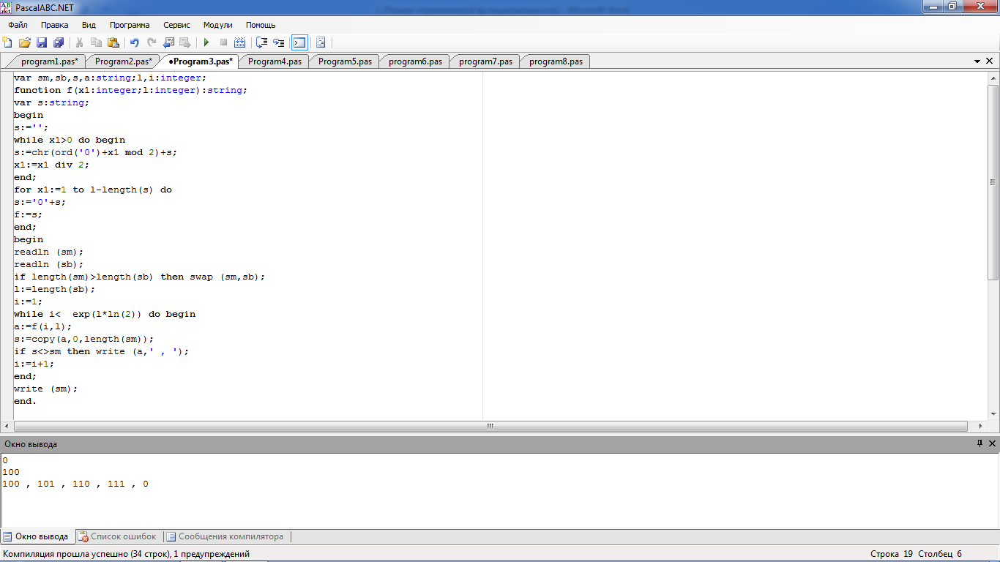 PascalABC.NET
Файл Правка Вид Программа Сервис Модули Помощь
program1.pas* Program2.pas* ●Program3.pas* Program4.pas Program5.pas program6.pas program7.pas program8.pas
var sm,sb,s,a:string;l,i:integer;
function f(x1:integer;l:integer):string;
var s:string;
begin
s:='';
while x1>0 do begin
s:=chr(ord('0')+x1 mod 2)+s;
x1:=x1 div 2;
end;
for x1:=1 to l-length(s) do
s:='0'+s;
f:=s;
end;
begin
readln (sm);
readln (sb);
if length(sm)>length(sb) then swap (sm,sb);
l:=length(sb);
i:=1;
while i<  exp(l*ln(2)) do begin
a:=f(i,l);
s:=copy(a,0,length(sm));
if s<>sm then write (a,' , ');
i:=i+1;
end;
write (sm);
end.
Окно вывода
0
100
100 , 101 , 110 , 111 , 0
Окно вывода Список ошибок Сообщения компилятора
Компиляция прошла успешно (34 строк), 1 предупреждений Строка 19 Столбец 6